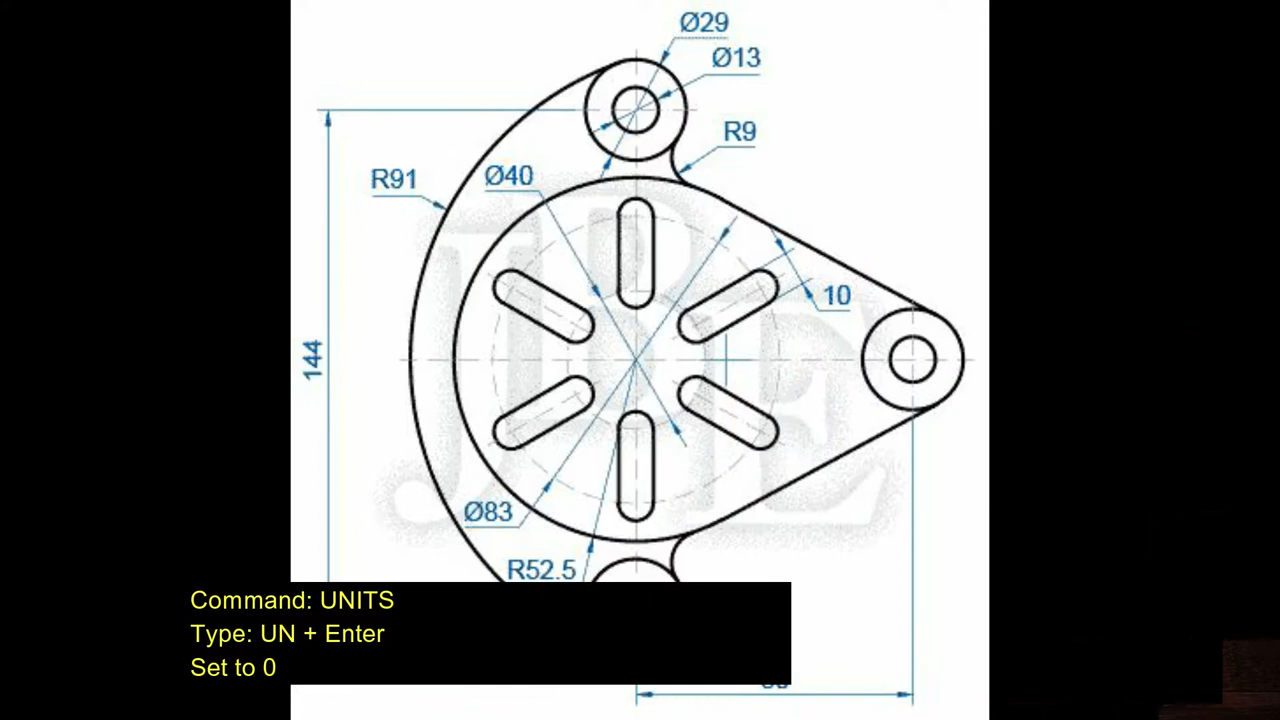 Ø29
Ø13
R9
R91
Ø40
10
144
Ø83
R52.5
Command: UNITS
Type: UN + Enter
Set to 0